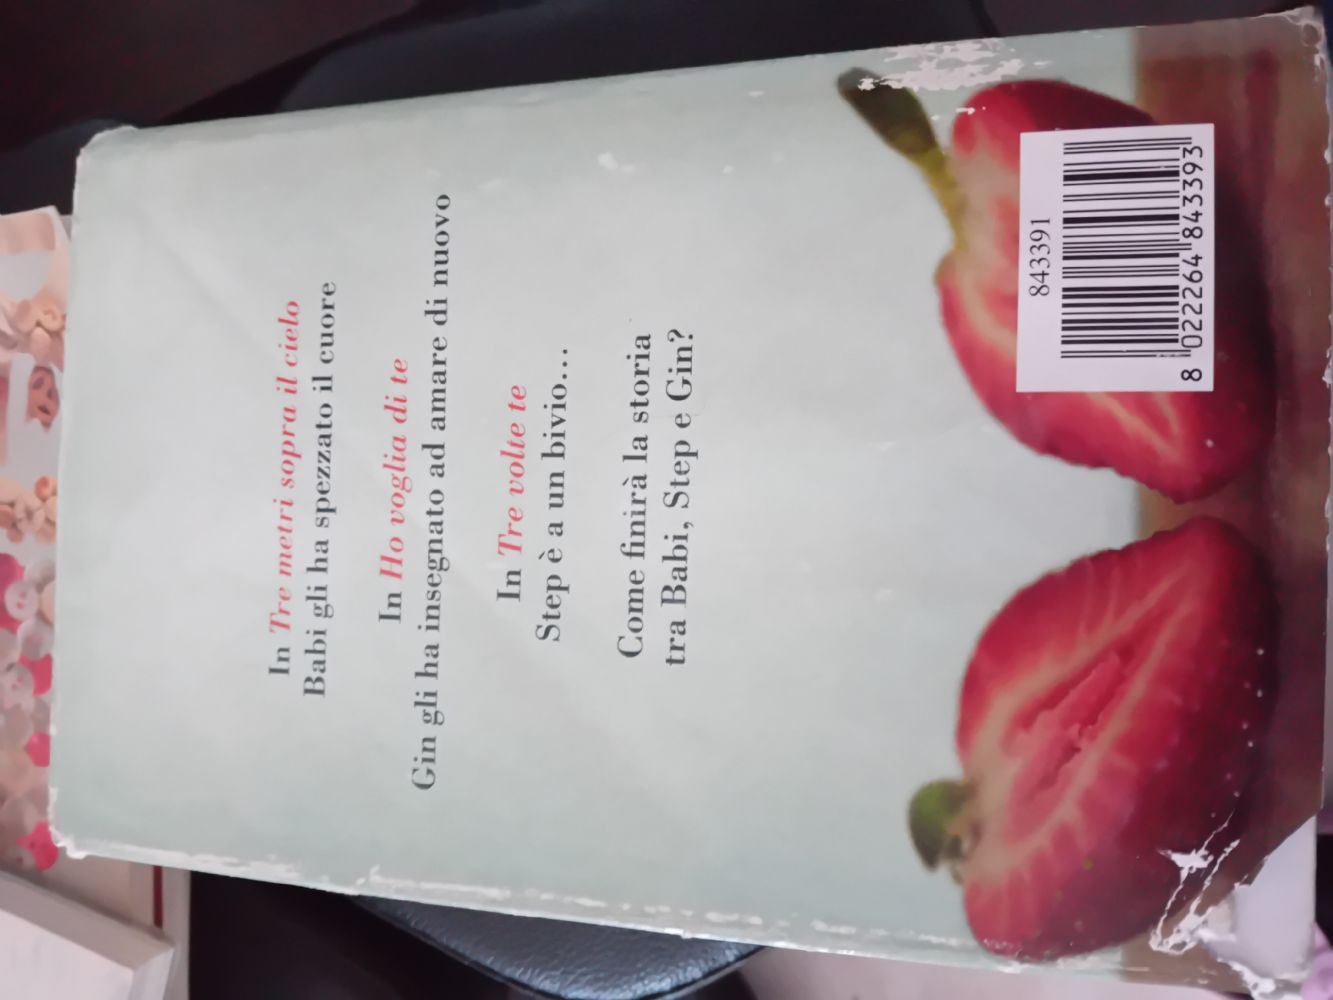 In Tre metri sopra il cielo
Babi gli ha spezzato il cuore
In Ho voglia di te
Gin gli ha insegnato ad amare di nuovo
In Tre volte te
Step è a un bivio...
Come finirà la storia
tra Babi, Step e Gin?
843391
8 022264 843393